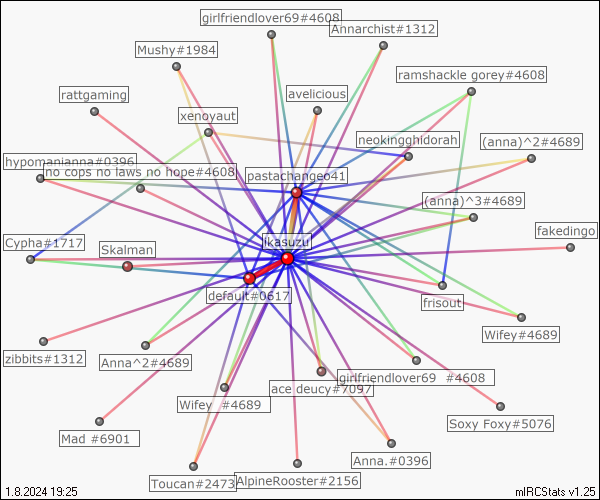 girlfriendlover69#4608
Annarchist#1312
Mushy#1984
ramshackle gorey#4608
rattgaming
avelicious
xenoyaut
neokingghidorah
(anna)^2#4689
hypomanianna#0396
no cops no laws no hope#4608
pastachangeo41
(anna)^3#4689
Cypha#1717
Skalman
Ikasuzu
fakedingo
default#0617
frisout
Wifey#4689
zibbits#1312
Anna^2#4689
girlfriendlover69 #4608
ace deucy#7097
Wifey #4689
Soxy Foxy#5076
Mad #6901
Anna.#0396
Toucan#2473
AlpineRooster#2156
1.8.2024 19:25
mIRCStats v1.25